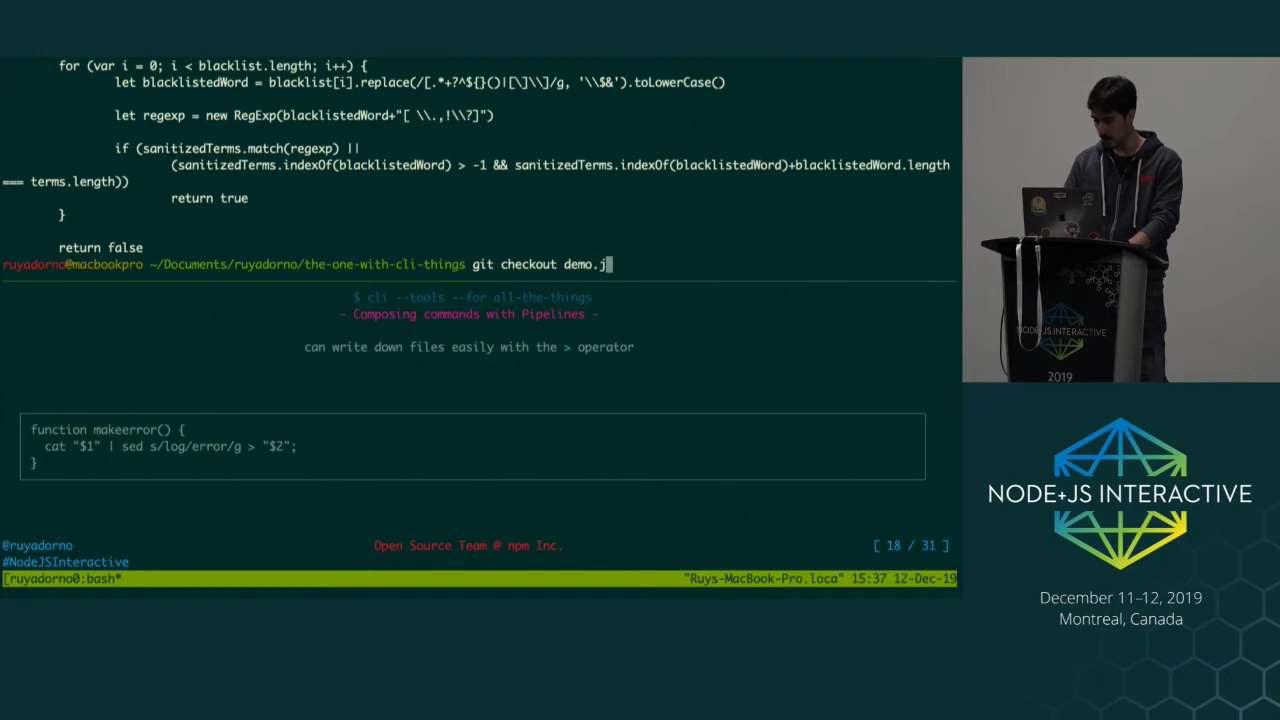 for (var i = 0; i < blacklist.length; i++) {
let blacklistedWord = blacklist[i].replace(/[.*+?^${}()|[\]\\]/g, '\\$&').toLowerCase()
let regexp = new RegExp(blacklistedWord+"[ \\.,!\\?]")
if (sanitizedTerms.match(regexp) ||
(sanitizedTerms.indexOf(blacklistedWord) > -1 && sanitizedTerms.indexOf(blacklistedWord)+blacklistedWord.length
=== terms.length))
return true
}
return false
ruyadorno@macbookpro ~/Documents/ruyadorno/the-one-with-cli-things git checkout demo.j
$ cli --tools --for all-the-things
- Composing commands with Pipelines -
can write down files easily with the > operator
function makeerror() {
cat "$1" | sed s/log/error/g > "$2";
}
@ruyadorno
Open Source Team @ npm Inc.
[ 18 / 31 ]
#NodeJSInteractive
[ruyadorno0:bash*
"Ruys-MacBook-Pro.loca" 15:37 12-Dec-19
NODE JS INTERACTIVE
2019
NODE+JS INTERACTIVE
December 11–12, 2019
Montreal, Canada